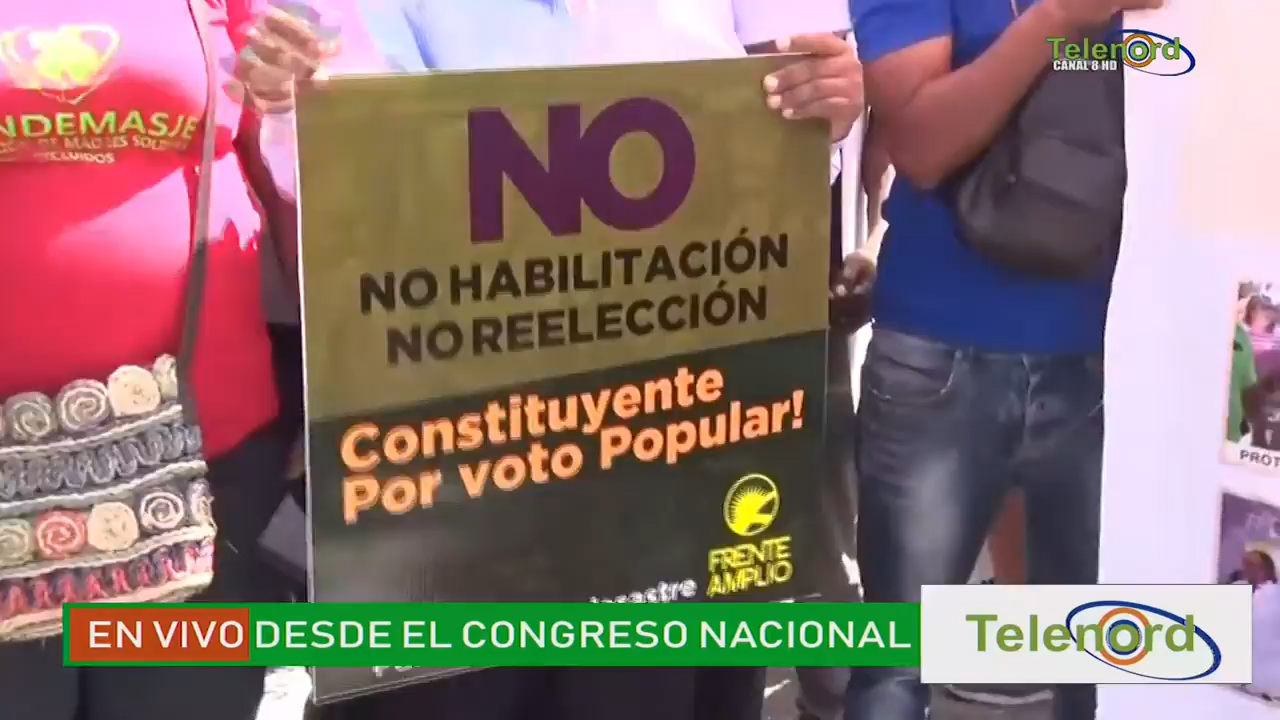 Telenord
CANAL 8 HD
NDEMASJE
NO
NO HABILITACIÓN
NO REELECCIÓN
Constituyente
Por voto Popular!
FRENTE
AMPLIO
EN VIVO DESDE EL CONGRESO NACIONAL
Telenord
PROT